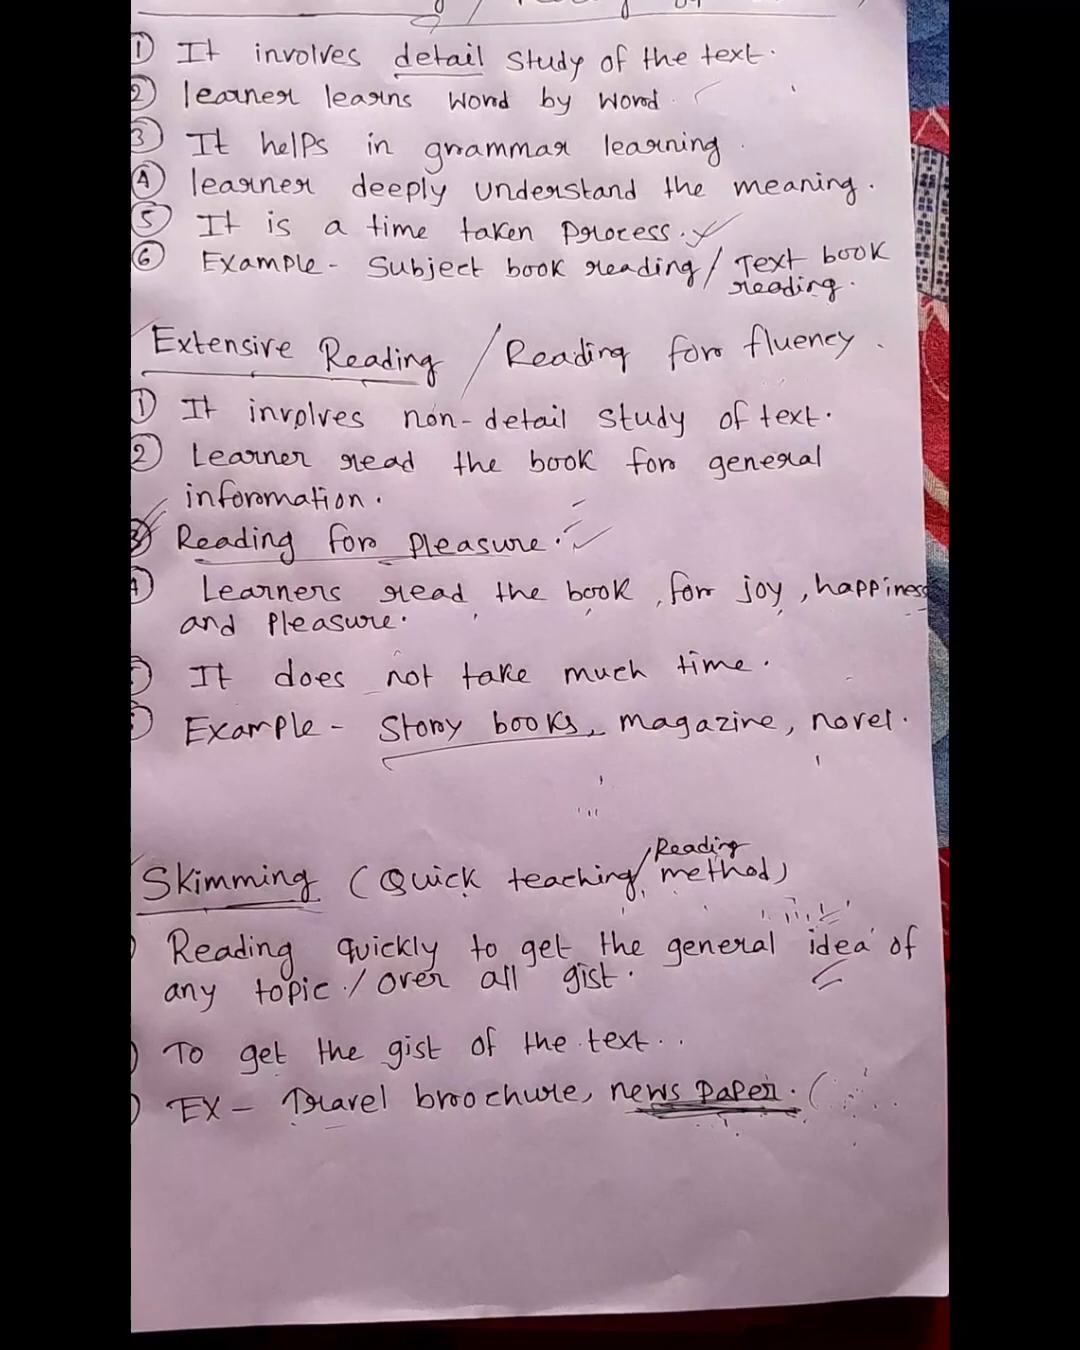 ① It involves detail study of the text.
② learner learns word by word.
③ It helps in grammar learning.
④ learner deeply understand the meaning.
⑤ It is a time taken process.
⑥ Example - Subject book reading / Text book
reading.
Extensive Reading / Reading for fluency.
① It involves non-detail study of text.
② Learner read the book for general
information.
③ Reading for pleasure.
④ Learners read the book, for joy, happiness
and pleasure.
It does not take much time.
Example - Story books, magazine, novel.
Skimming (Quick teaching / Reading method)
Reading quickly to get the general idea of
any topic. / over all gist.
To get the gist of the text..
EX - Travel brochure, news paper.